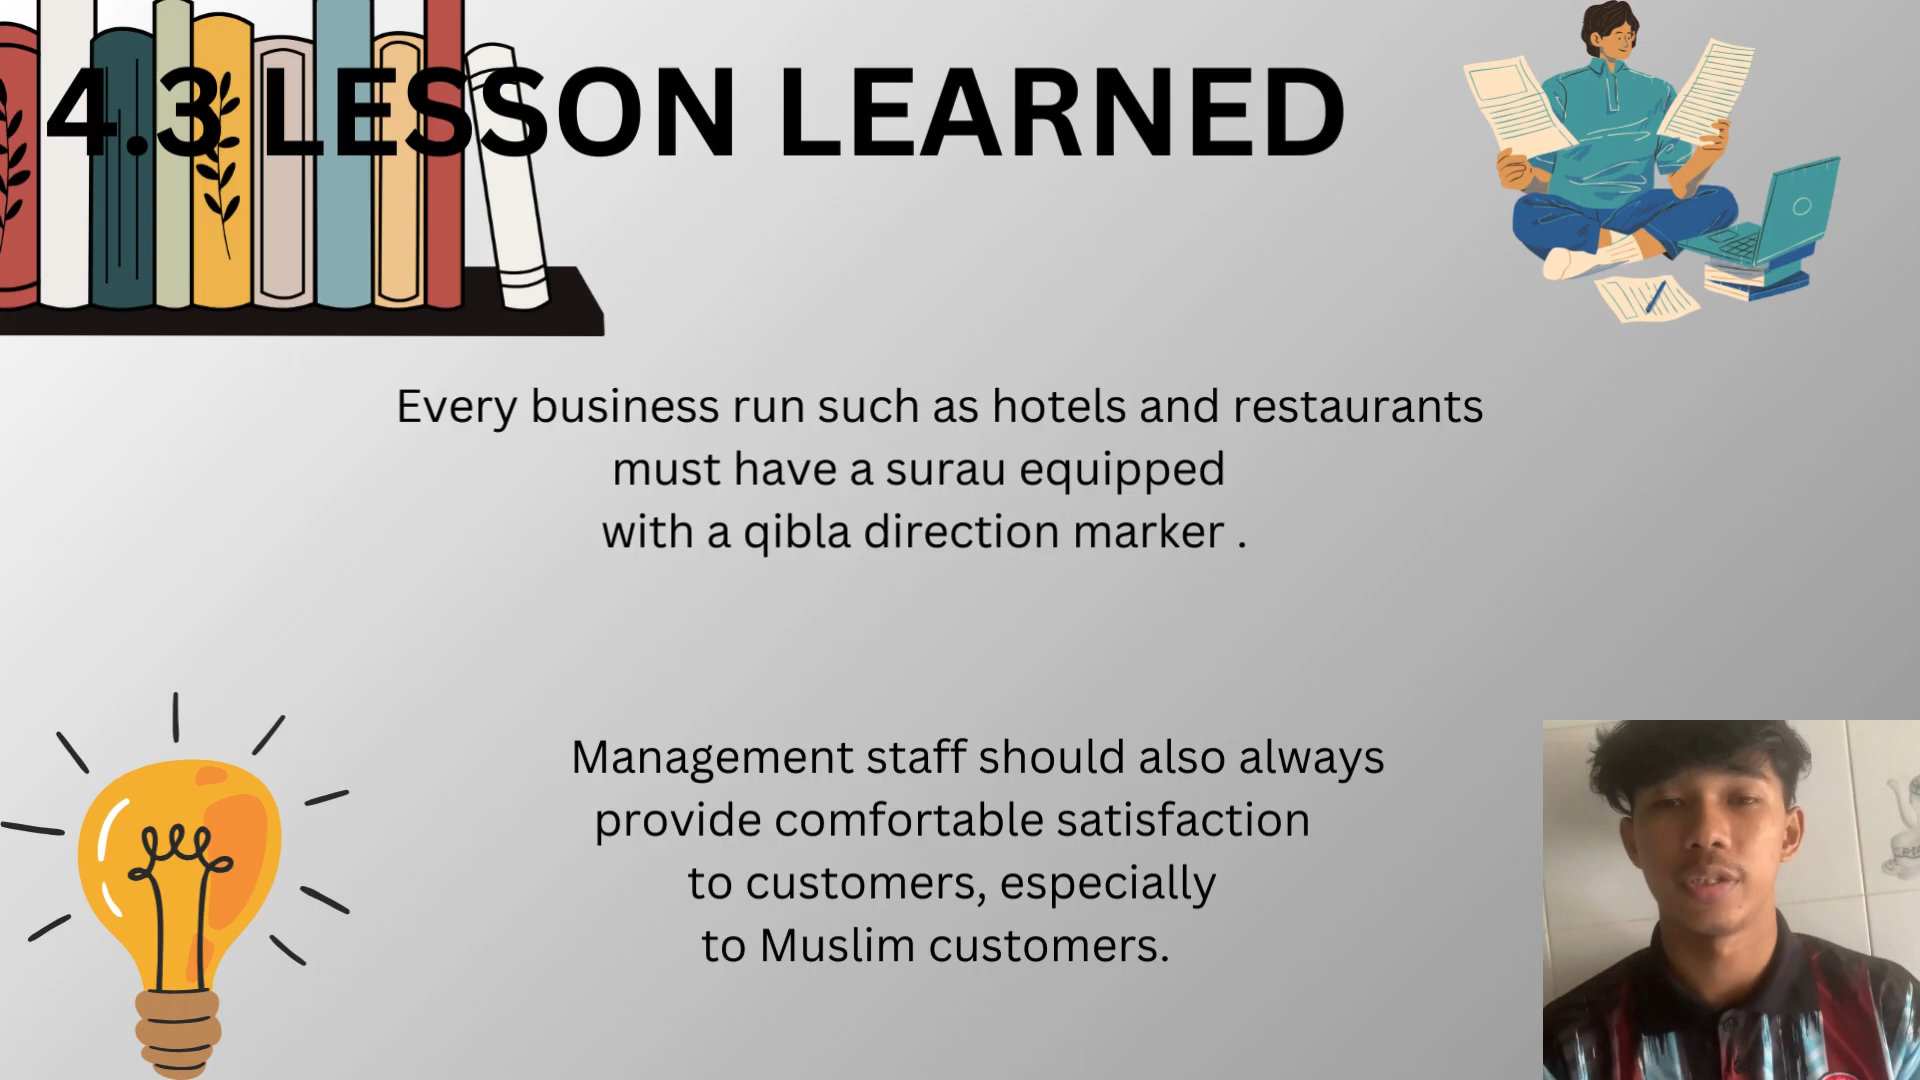 4.3 LESSON LEARNED
Every business run such as hotels and restaurants
must have a surau equipped
with a qibla direction marker .
Management staff should also always
provide comfortable satisfaction
to customers, especially
to Muslim customers.